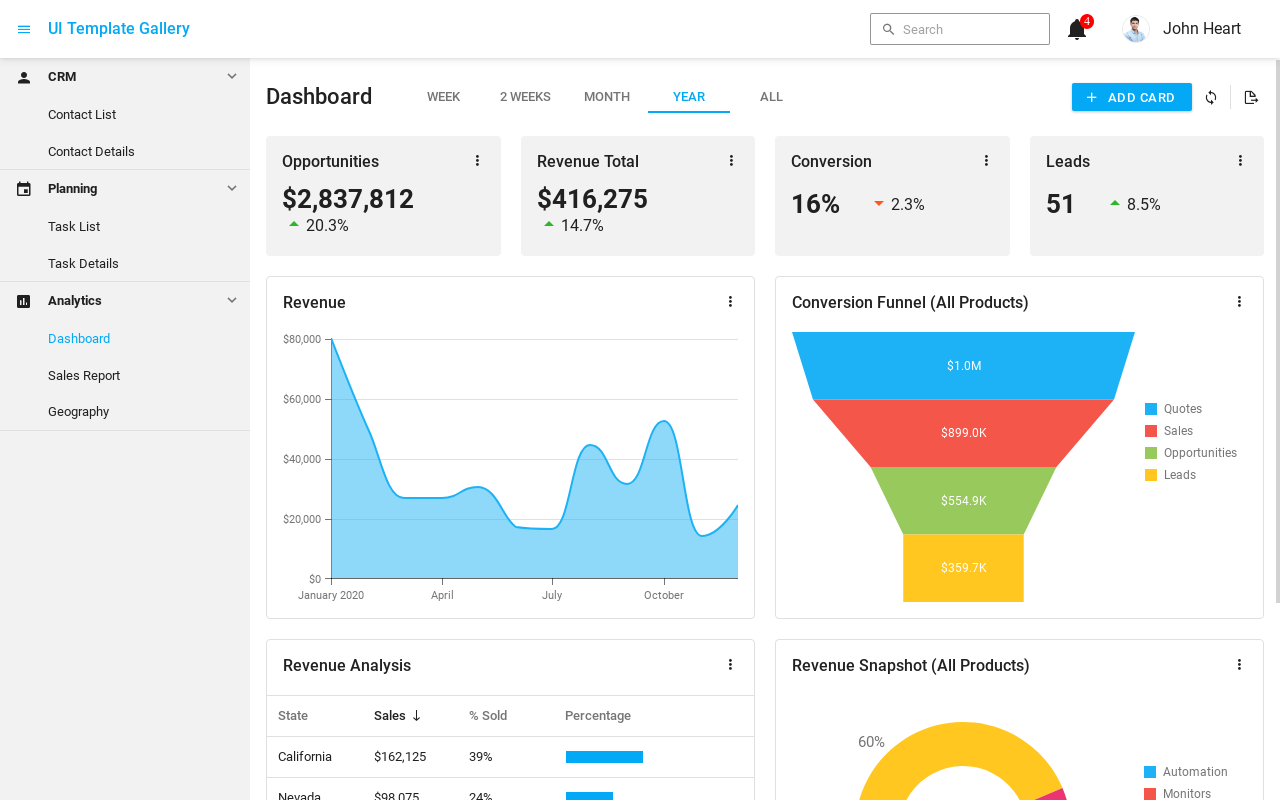 UI Template Gallery
Search
4
John Heart
CRM
Contact List
Contact Details
Planning
Task List
Task Details
Analytics
Dashboard
Sales Report
Geography
Dashboard
WEEK
2 WEEKS
MONTH
YEAR
ALL
ADD CARD
Opportunities
$2,837,812
20.3%
Revenue Total
$416,275
14.7%
Conversion
16%
2.3%
Leads
51
8.5%
Revenue
$80,000
$60,000
$40,000
$20,000
$0
January 2020
April
July
October
Conversion Funnel (All Products)
$1.0M
$899.0K
$554.9K
$359.7K
Quotes
Sales
Opportunities
Leads
Revenue Analysis
State
Sales
% Sold
Percentage
California
$162,125
39%
Nevada
$98,075
24%
Revenue Snapshot (All Products)
60%
Automation
Monitors